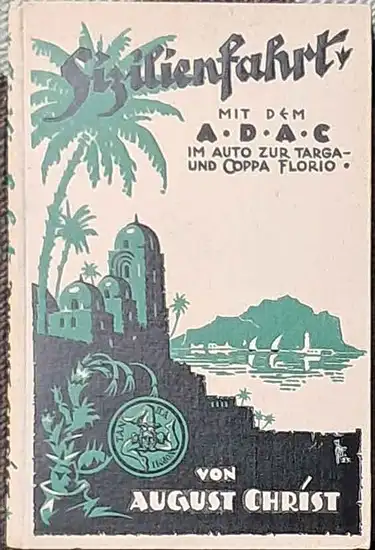 Sizilienfahrt
MIT DEM
A·D·A·C
IM AUTO ZUR TARGA-
UND COPPA FLORIO·
VON
AUGUST CHRIST